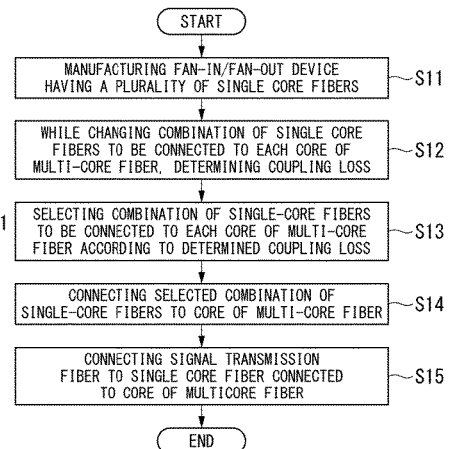 START
MANUFACTURING FAN-IN/FAN-OUT DEVICE
HAVING A PLURALITY OF SINGLE CORE FIBERS
S11
WHILE CHANGING COMBINATION OF SINGLE CORE
FIBERS TO BE CONNECTED TO EACH CORE OF
MULTI-CORE FIBER, DETERMINING COUPLING LOSS
S12
1
SELECTING COMBINATION OF SINGLE-CORE FIBERS
TO BE CONNECTED TO EACH CORE OF MULTI-CORE
FIBER ACCORDING TO DETERMINED COUPLING LOSS
S13
CONNECTING SELECTED COMBINATION OF
SINGLE-CORE FIBERS TO CORE OF MULTI-CORE FIBER
S14
CONNECTING SIGNAL TRANSMISSION
FIBER TO SINGLE CORE FIBER CONNECTED
TO CORE OF MULTICORE FIBER
S15
END